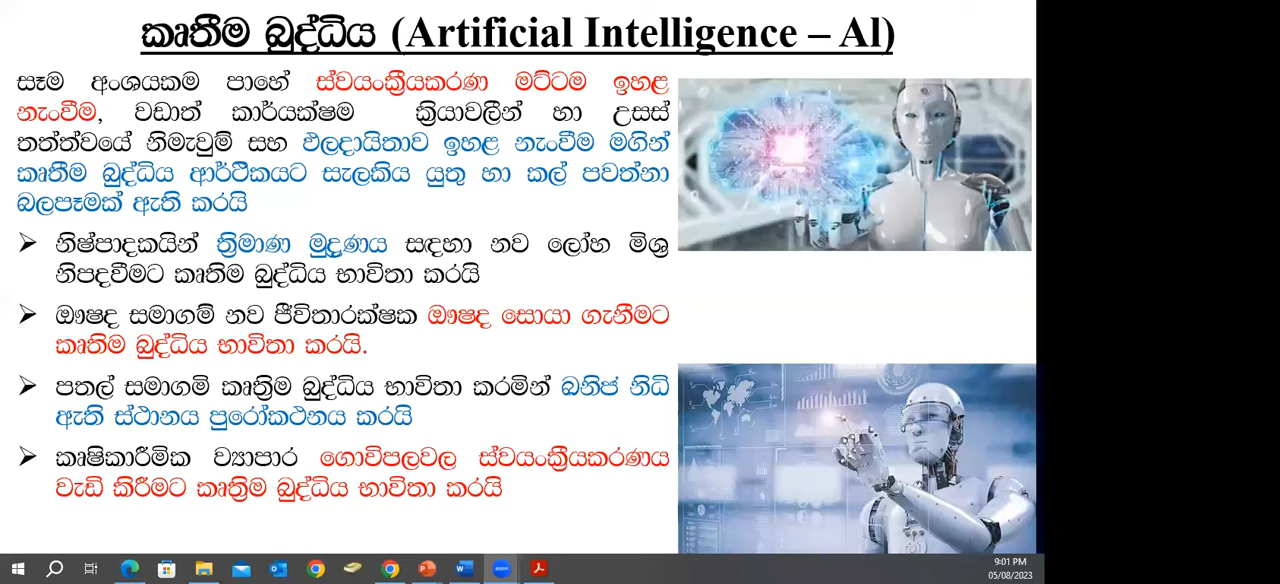 කෘතීම බුද්ධිය (Artificial Intelligence – Al)
සෑම අංශයකම පාහේ ස්වයංක්‍රීයකරණ මට්ටම ඉහළ
නැංවීම, වඩාත් කාර්යක්ෂම ක්‍රියාවලීන් හා උසස්
තත්ත්වයේ නිමැවුම් සහ ඵලදායිතාව ඉහළ නැංවීම මගින්
කෘතීම බුද්ධිය ආර්ථිකයට සැලකිය යුතු හා කල් පවත්නා
බලපෑමක් ඇති කරයි
➢ නිෂ්පාදකයින් ත්‍රිමාණ මුද්‍රණය සඳහා නව ලෝහ මිශ්‍ර
නිපදවීමට කෘතිම බුද්ධිය භාවිතා කරයි
➢ ඖෂද සමාගම් නව ජීවිතාරක්ෂක ඖෂද සොයා ගැනීමට
කෘතිම බුද්ධිය භාවිතා කරයි.
➢ පතල් සමාගම් කෘත්‍රිම බුද්ධිය භාවිතා කරමින් ඛනිජ නිධි
ඇති ස්ථානය පුරෝකථනය කරයි
➢ කෘෂිකාර්මික ව්‍යාපාර ගොවිපලවල ස්වයංක්‍රීයකරණය
වැඩි කිරීමට කෘත්‍රිම බුද්ධිය භාවිතා කරයි
9:01 PM
05/08/2023